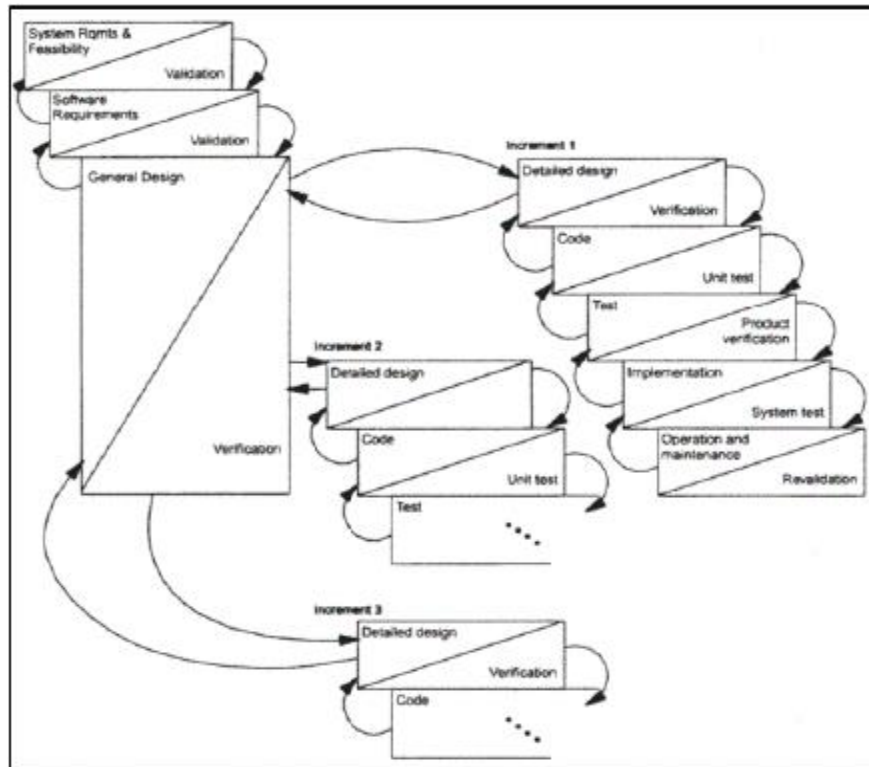 System Rqmts &
Feasibility
Validation
Software
Requirements
Validation
General Design
Verification
Increment 1
Detailed design
Verification
Code
Unit test
Test
Product
verification
Implementation
System test
Operation and
maintenance
Revalidation
Increment 2
Detailed design
Code
Unit test
Test
Increment 3
Detailed design
Verification
Code